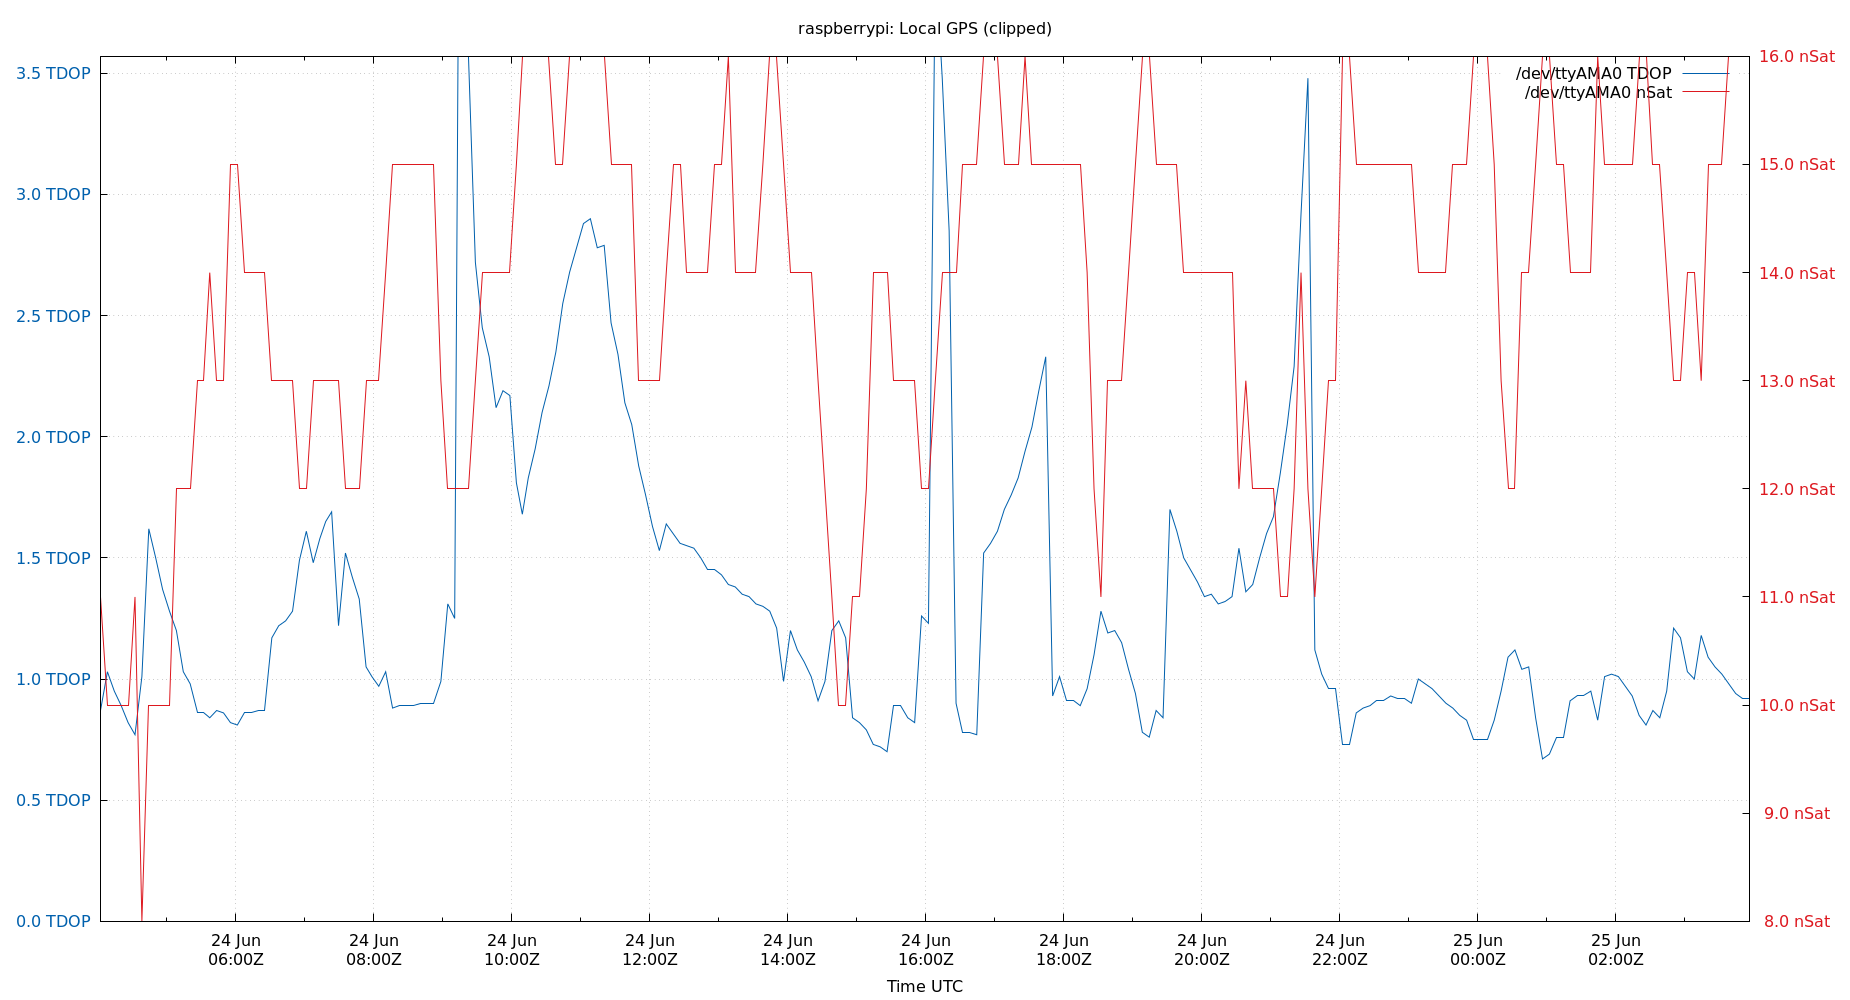 raspberrypi: Local GPS (clipped)
3.5 TDOP
3.0 TDOP
2.5 TDOP
2.0 TDOP
1.5 TDOP
1.0 TDOP
0.5 TDOP
0.0 TDOP
/dev/ttyAMA0 TDOP
/dev/ttyAMA0 nSat
16.0 nSat
15.0 nSat
14.0 nSat
13.0 nSat
12.0 nSat
11.0 nSat
10.0 nSat
9.0 nSat
8.0 nSat
24 Jun 24 Jun 24 Jun 24 Jun 24 Jun 24 Jun 24 Jun 24 Jun 24 Jun 25 Jun 25 Jun
06:00Z 08:00Z 10:00Z 12:00Z 14:00Z 16:00Z 18:00Z 20:00Z 22:00Z 00:00Z 02:00Z
Time UTC